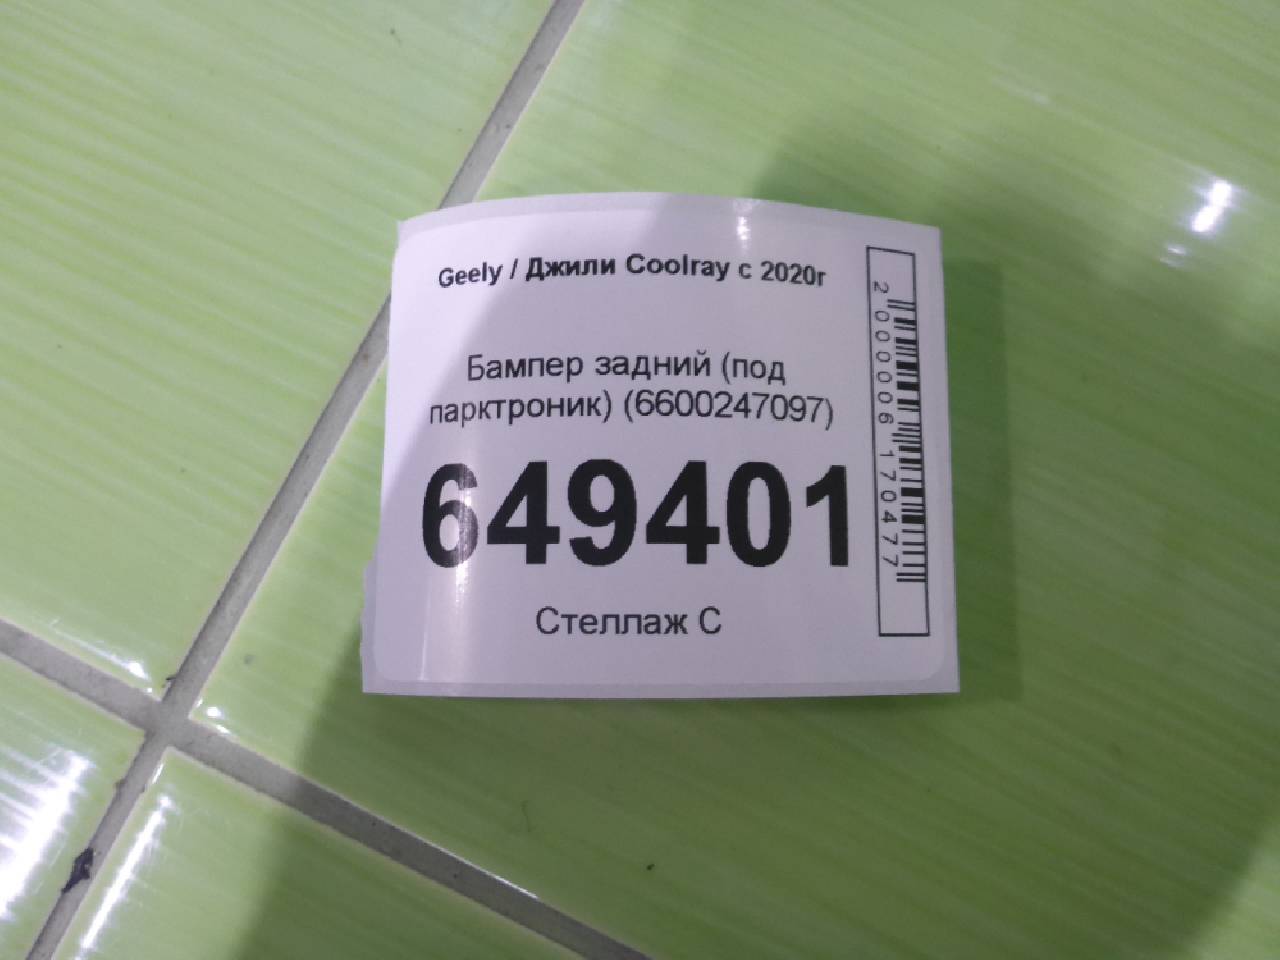 Geely / Джили Coolray с 2020г
Бампер задний (под
парктроник) (6600247097)
649401
Стеллаж С
2000006170477